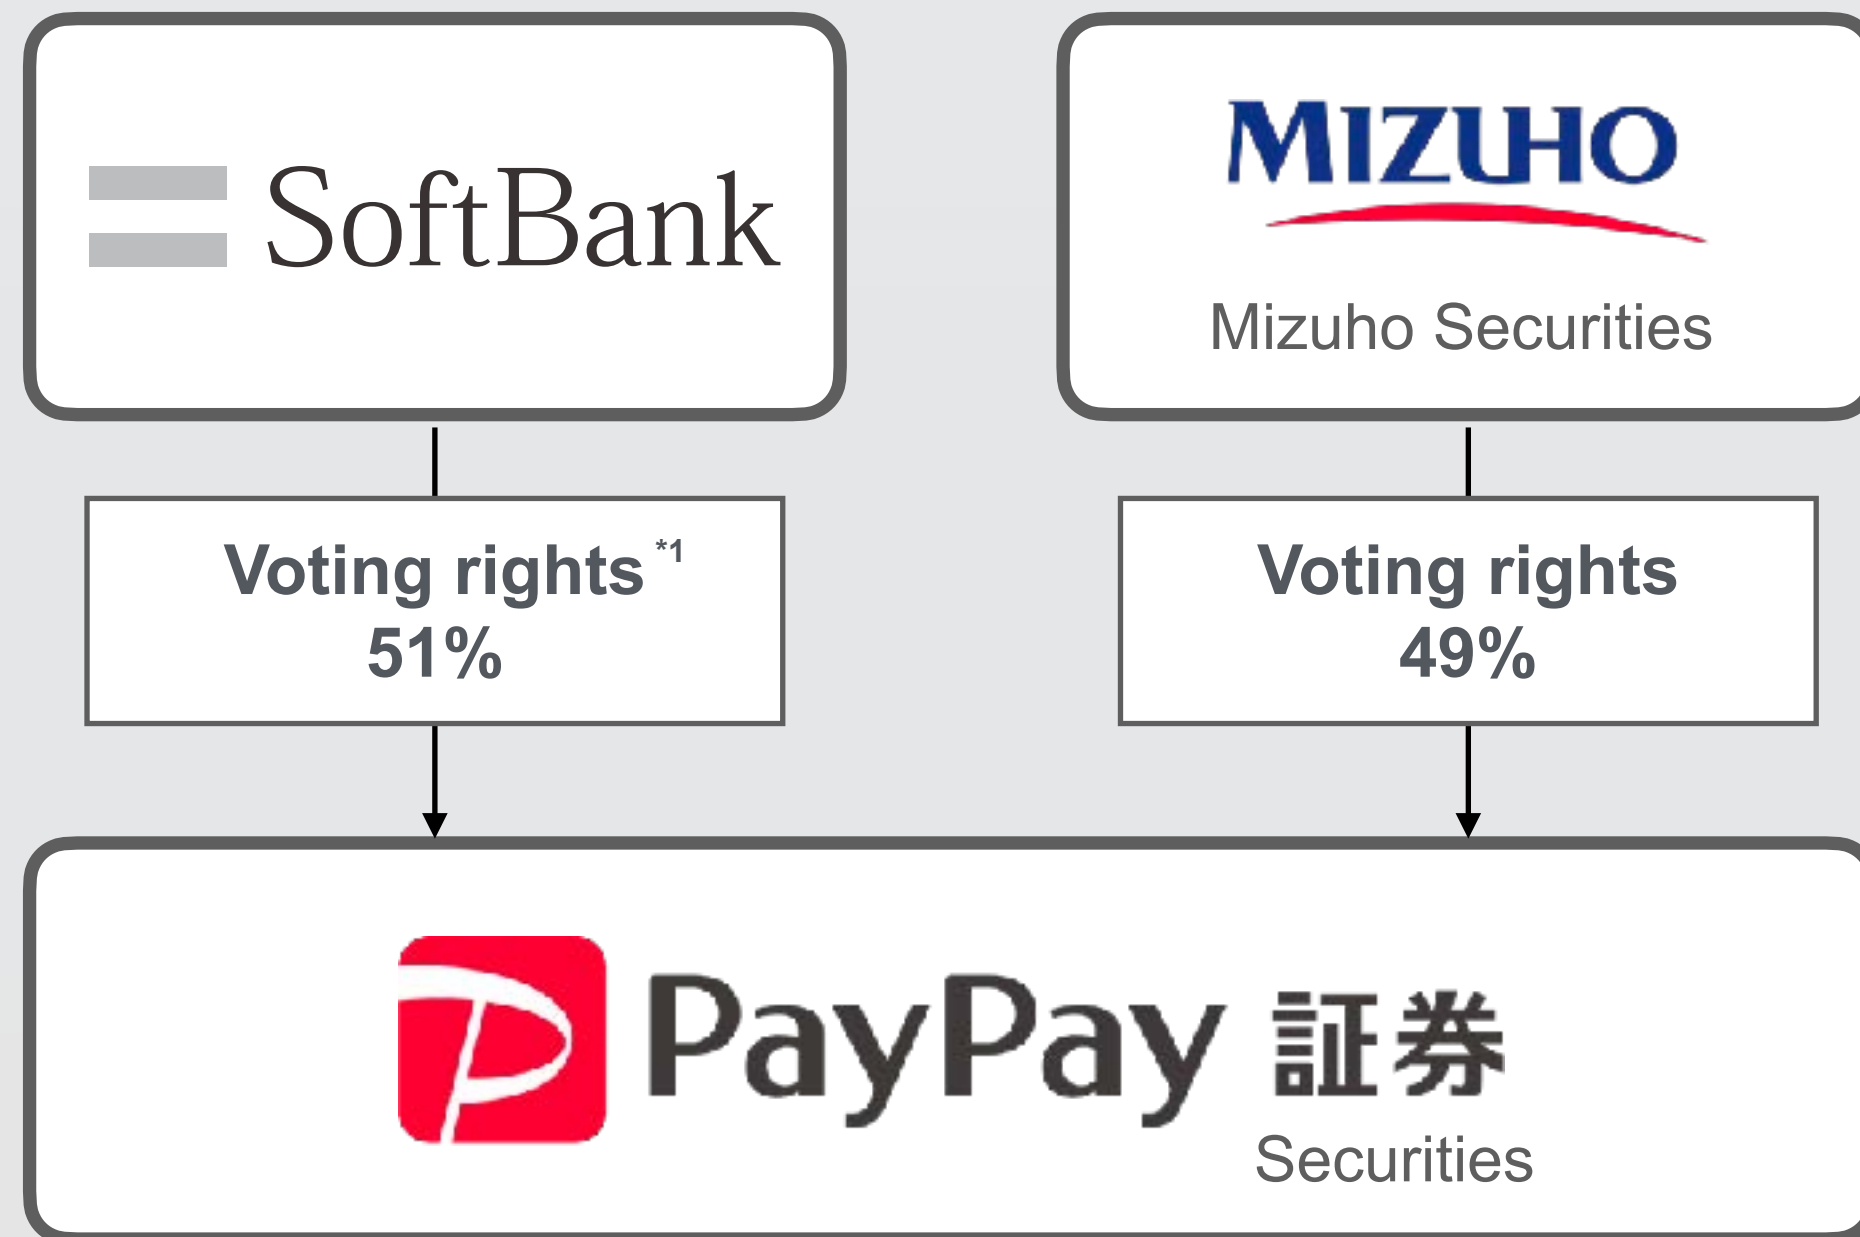 SoftBank
MIZUHO
Mizuho Securities
Voting rights *1
51%
Voting rights
49%
PayPay 証券
Securities